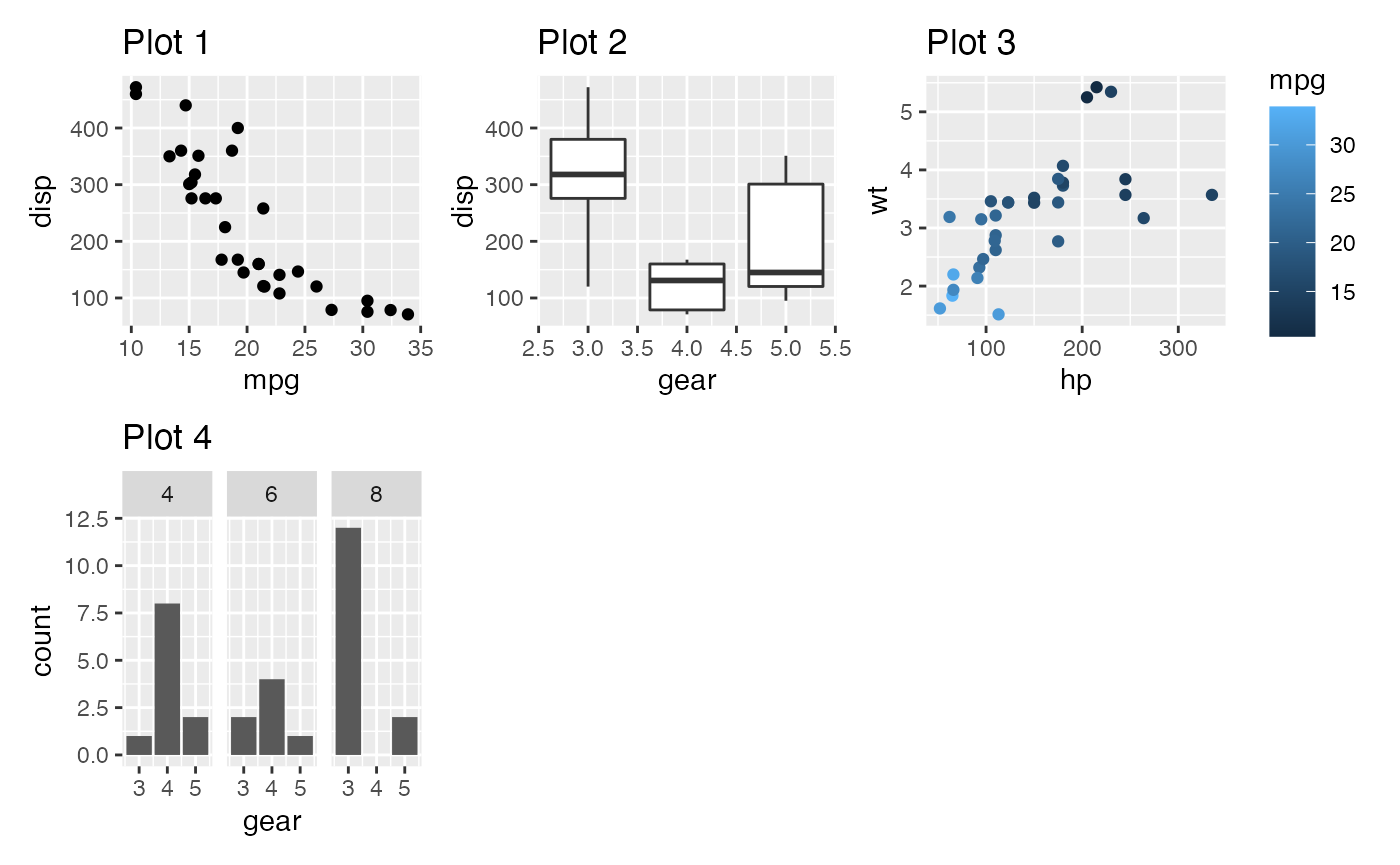 Plot 1
disp
400
300
200
100
10 15 20 25 30 35
mpg
Plot 2
disp
400
300
200
100
2.5 3.0 3.5 4.0 4.5 5.0 5.5
gear
Plot 3
wt
5
4
3
2
100 200 300
hp
mpg
30
25
20
15
Plot 4
4 6 8
count
12.5
10.0
7.5
5.0
2.5
0.0
3 4 5 3 4 5 3 4 5
gear